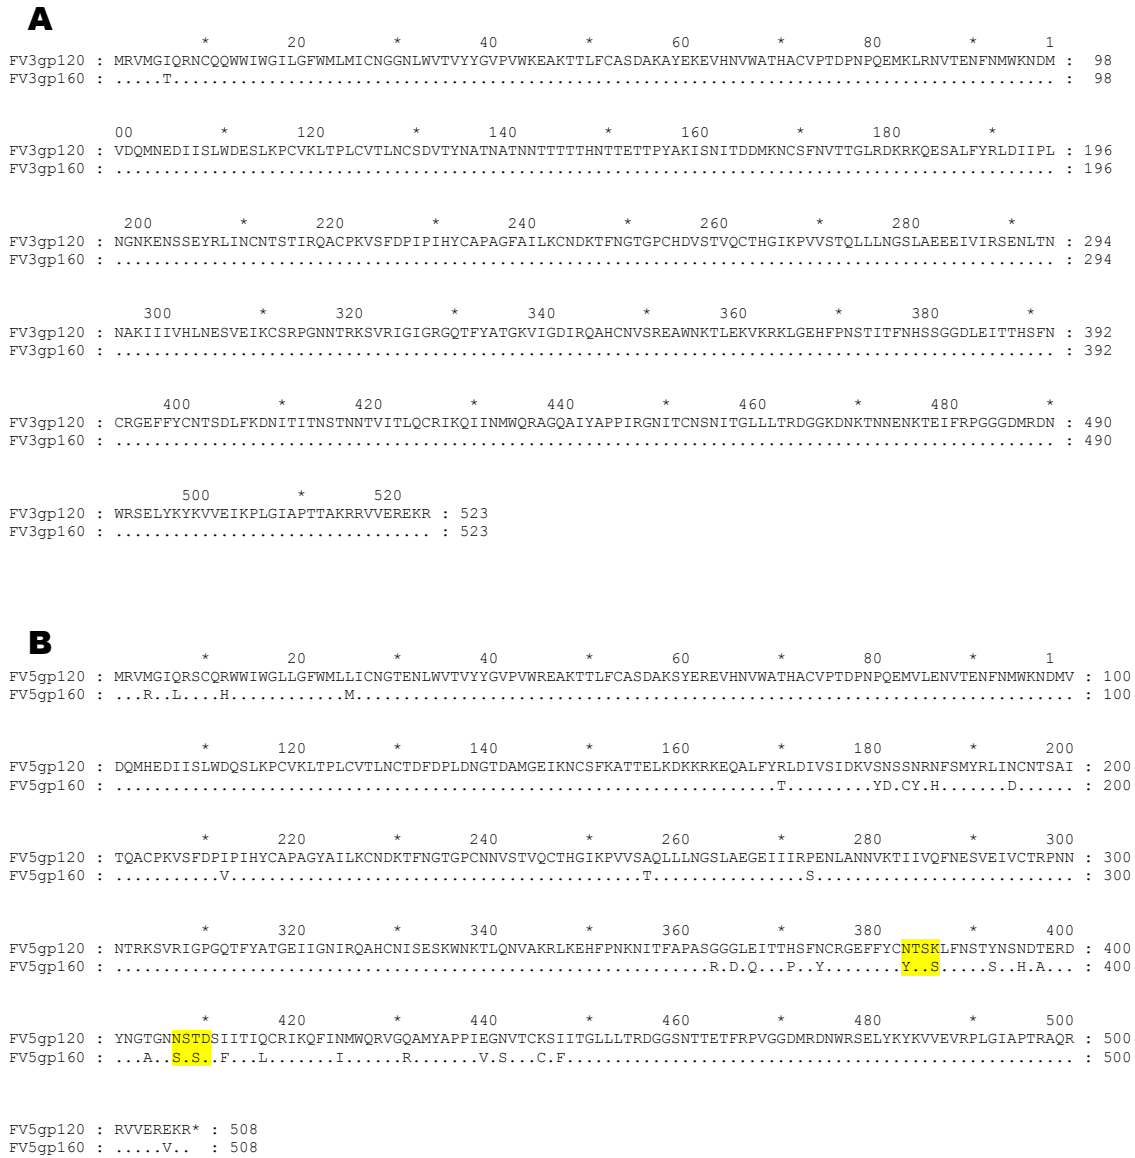 A
* 20 * 40 * 60 * 80 * 1
FV3gp120 : MRVMGIQRNCQQWWIWGILGFWMLMICNGGNLWVTVYYGVPVWKEAKTTLFCASDAKAYEKEVHNVWATHACVPTDPNPQEMKLRNVTENFNMWKNDM : 98
FV3gp160 : .....T............................................................................................ : 98
00 * 120 * 140 * 160 * 180 *
FV3gp120 : VDQMNEDIISLWDESLKPCVKLTPLCVTLNCSDVTYNATNATNNTTTTTHNTTETTPYAKISNITDDMKNCSFNVTTGLRDKRKQESALFYRLDIIPL : 196
FV3gp160 : .................................................................................................. : 196
200 * 220 * 240 * 260 * 280 *
FV3gp120 : NGNKENSSEYRLINCNTSTIRQACPKVSFDPIPIHYCAPAGFAILKCNDKTFNGTGPCHDVSTVQCTHGIKPVVSTQLLLNGSLAEEEIVIRSENLTN : 294
FV3gp160 : .................................................................................................. : 294
300 * 320 * 340 * 360 * 380 *
FV3gp120 : NAKIIIVHLNESVEIKCSRPGNNTRKSVRIGIGRGQTFYATGKVIGDIRQAHCNVSREAWNKTLEKVKRKLGEHFPNSTITFNHSSGGDLEITTHSFN : 392
FV3gp160 : .................................................................................................. : 392
400 * 420 * 440 * 460 * 480 *
FV3gp120 : CRGEFFYCNTSDLFKDNITITNSTNNTVITLQCRIKQIINMWQRAGQAIYAPPIRGNITCNSNITGLLLTRDGGKDNKTNNENKTEIFRPGGGDMRDN : 490
FV3gp160 : .................................................................................................. : 490
500 * 520
FV3gp120 : WRSELYKYKVVEIKPLGIAPTTAKRRVVEREKR : 523
FV3gp160 : ................................. : 523
B
* 20 * 40 * 60 * 80 * 1
FV5gp120 : MRVMGIQRSCQRWWIWGLLGFWMLLICNGTENLWVTVYYGVPVWREAKTTLFCASDAKSYEREVHNVWATHACVPTDPNPQEMVLENVTENFNMWKNDMV : 100
FV5gp160 : ...R..L....H............M........................................................................... : 100
* 120 * 140 * 160 * 180 * 200
FV5gp120 : DQMHEDIISLWDQSLKPCVKLTPLCVTLNCTDFDPLDNGTDAMGEIKNCSFKATTELKDKKRKEQALFYRLDIVSIDKVSNSSNRNFSMYRLINCNTSAI : 200
FV5gp160 : .....................................................................T.........YD.CY.H.......D...... : 200
* 220 * 240 * 260 * 280 * 300
FV5gp120 : TQACPKVSFDPIPIHYCAPAGYAILKCNDKTFNGTGPCNNVSTVQCTHGIKPVVSAQLLLNGSLAEGEIIIRPENLANNVKTIIVQFNESVEIVCTRPNN : 300
FV5gp160 : ...........V...........................................T................S........................... : 300
* 320 * 340 * 360 * 380 * 400
FV5gp120 : NTRKSVRIGPGQTFYATGEIIGNIRQAHCNISESKWNKTLQNVAKRLKEHFPNKNITFAPASGGGLEITTHSFNCRGEFFYCNTSKLFNSTYNSNDTERD : 400
FV5gp160 : ..............................................................R.D.Q...P..Y........Y..S.....S..H.A... : 400
* 420 * 440 * 460 * 480 * 500
FV5gp120 : YNGTGNNSTDSIITIQCRIKQFINMWQRVGQAMYAPPIEGNVTCKSIITGLLLTRDGGSNTTETFRPVGGDMRDNWRSELYKYKVVEVRPLGIAPTRAQR : 500
FV5gp160 : ...A..S.S..F...L.......I......R.......V.S...C.F..................................................... : 500
FV5gp120 : RVVEREKR* : 508
FV5gp160 : .....V.. : 508